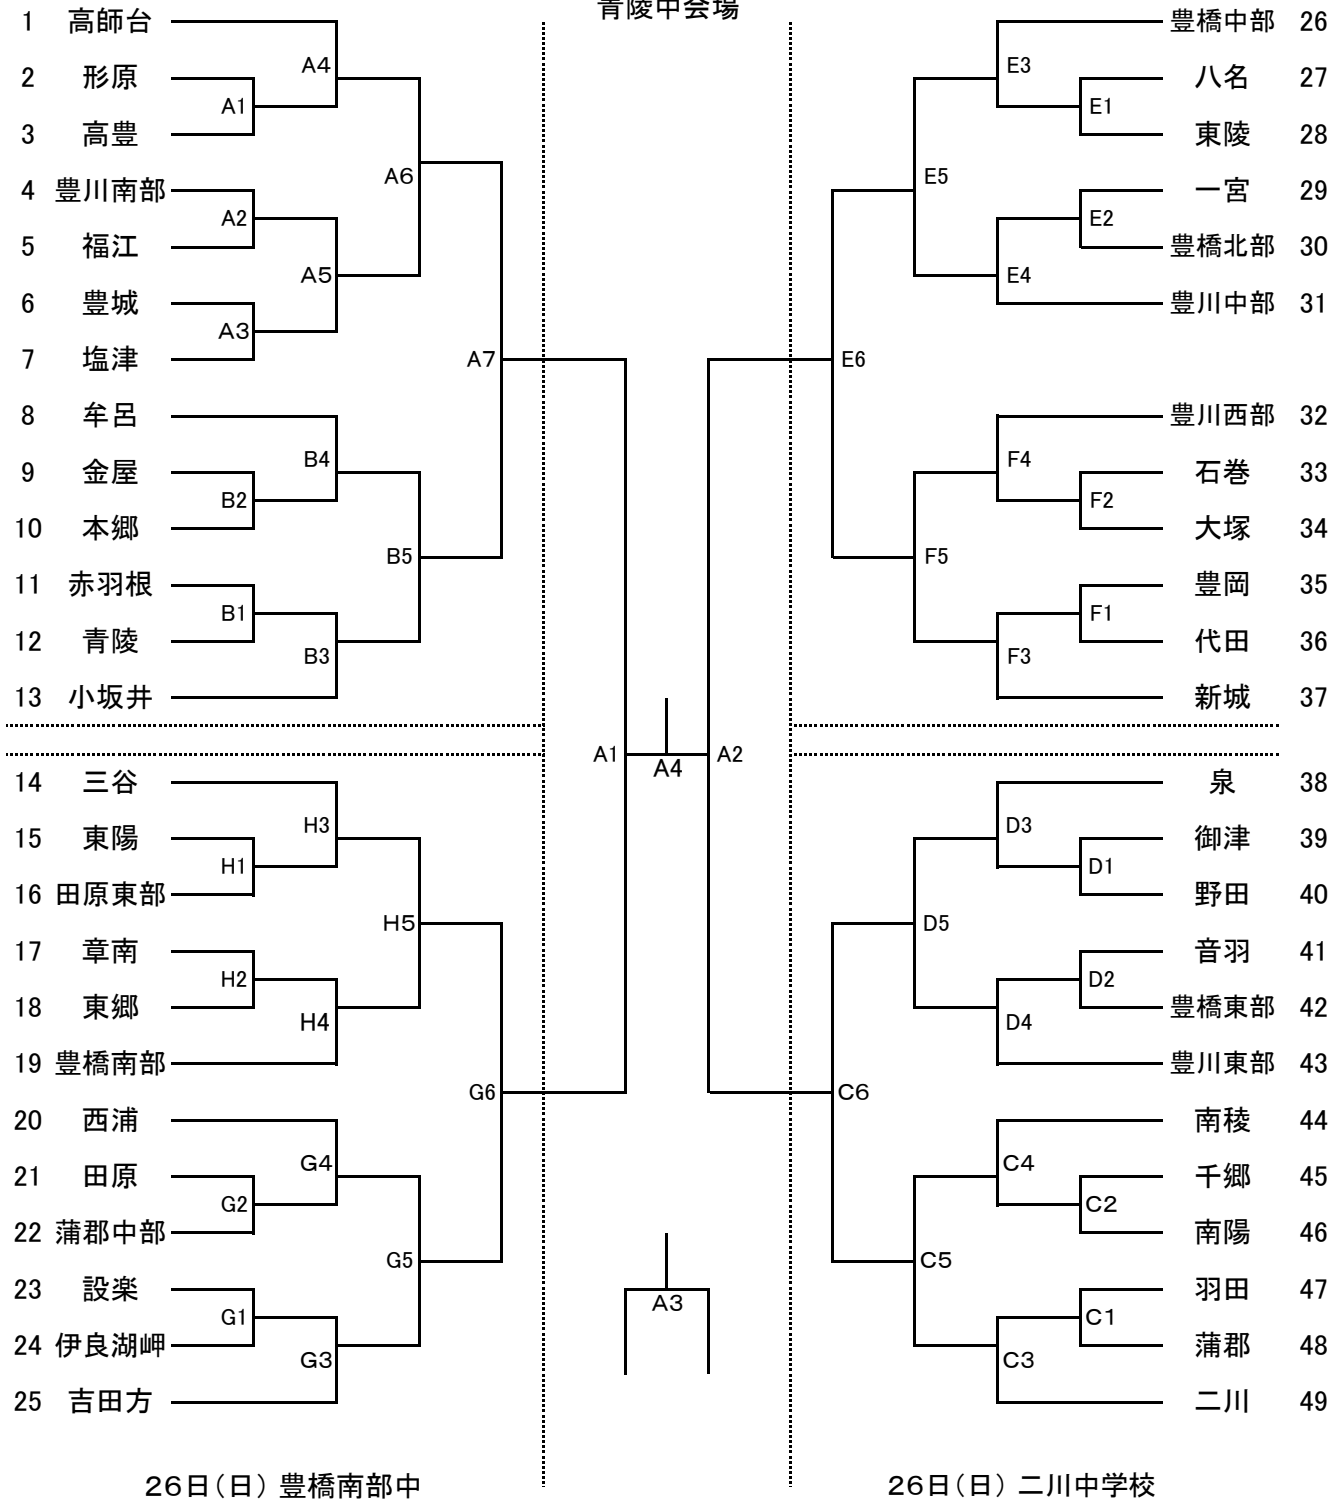 青陵中会場
1 高師台
2 形原
3 高豊
4 豊川南部
5 福江
6 豊城
7 塩津
8 牟呂
9 金屋
10 本郷
11 赤羽根
12 青陵
13 小坂井
A4
A1
A6
A2
A5
A3
A7
B4
B2
B5
B1
B3
14 三谷
15 東陽
16 田原東部
17 章南
18 東郷
19 豊橋南部
20 西浦
21 田原
22 蒲郡中部
23 設楽
24 伊良湖岬
25 吉田方
H3
H1
H5
H2
H4
G6
G4
G2
G5
G1
G3
A1
A4
A2
A3
豊橋中部 26
八名 27
東陵 28
一宮 29
豊橋北部 30
豊川中部 31
豊川西部 32
石巻 33
大塚 34
豊岡 35
代田 36
新城 37
E3
E1
E5
E2
E4
E6
F4
F2
F5
F1
F3
泉 38
御津 39
野田 40
音羽 41
豊橋東部 42
豊川東部 43
南稜 44
千郷 45
南陽 46
羽田 47
蒲郡 48
二川 49
D3
D1
D5
D2
D4
C6
C4
C2
C5
C1
C3
26日(日) 豊橋南部中
26日(日) 二川中学校